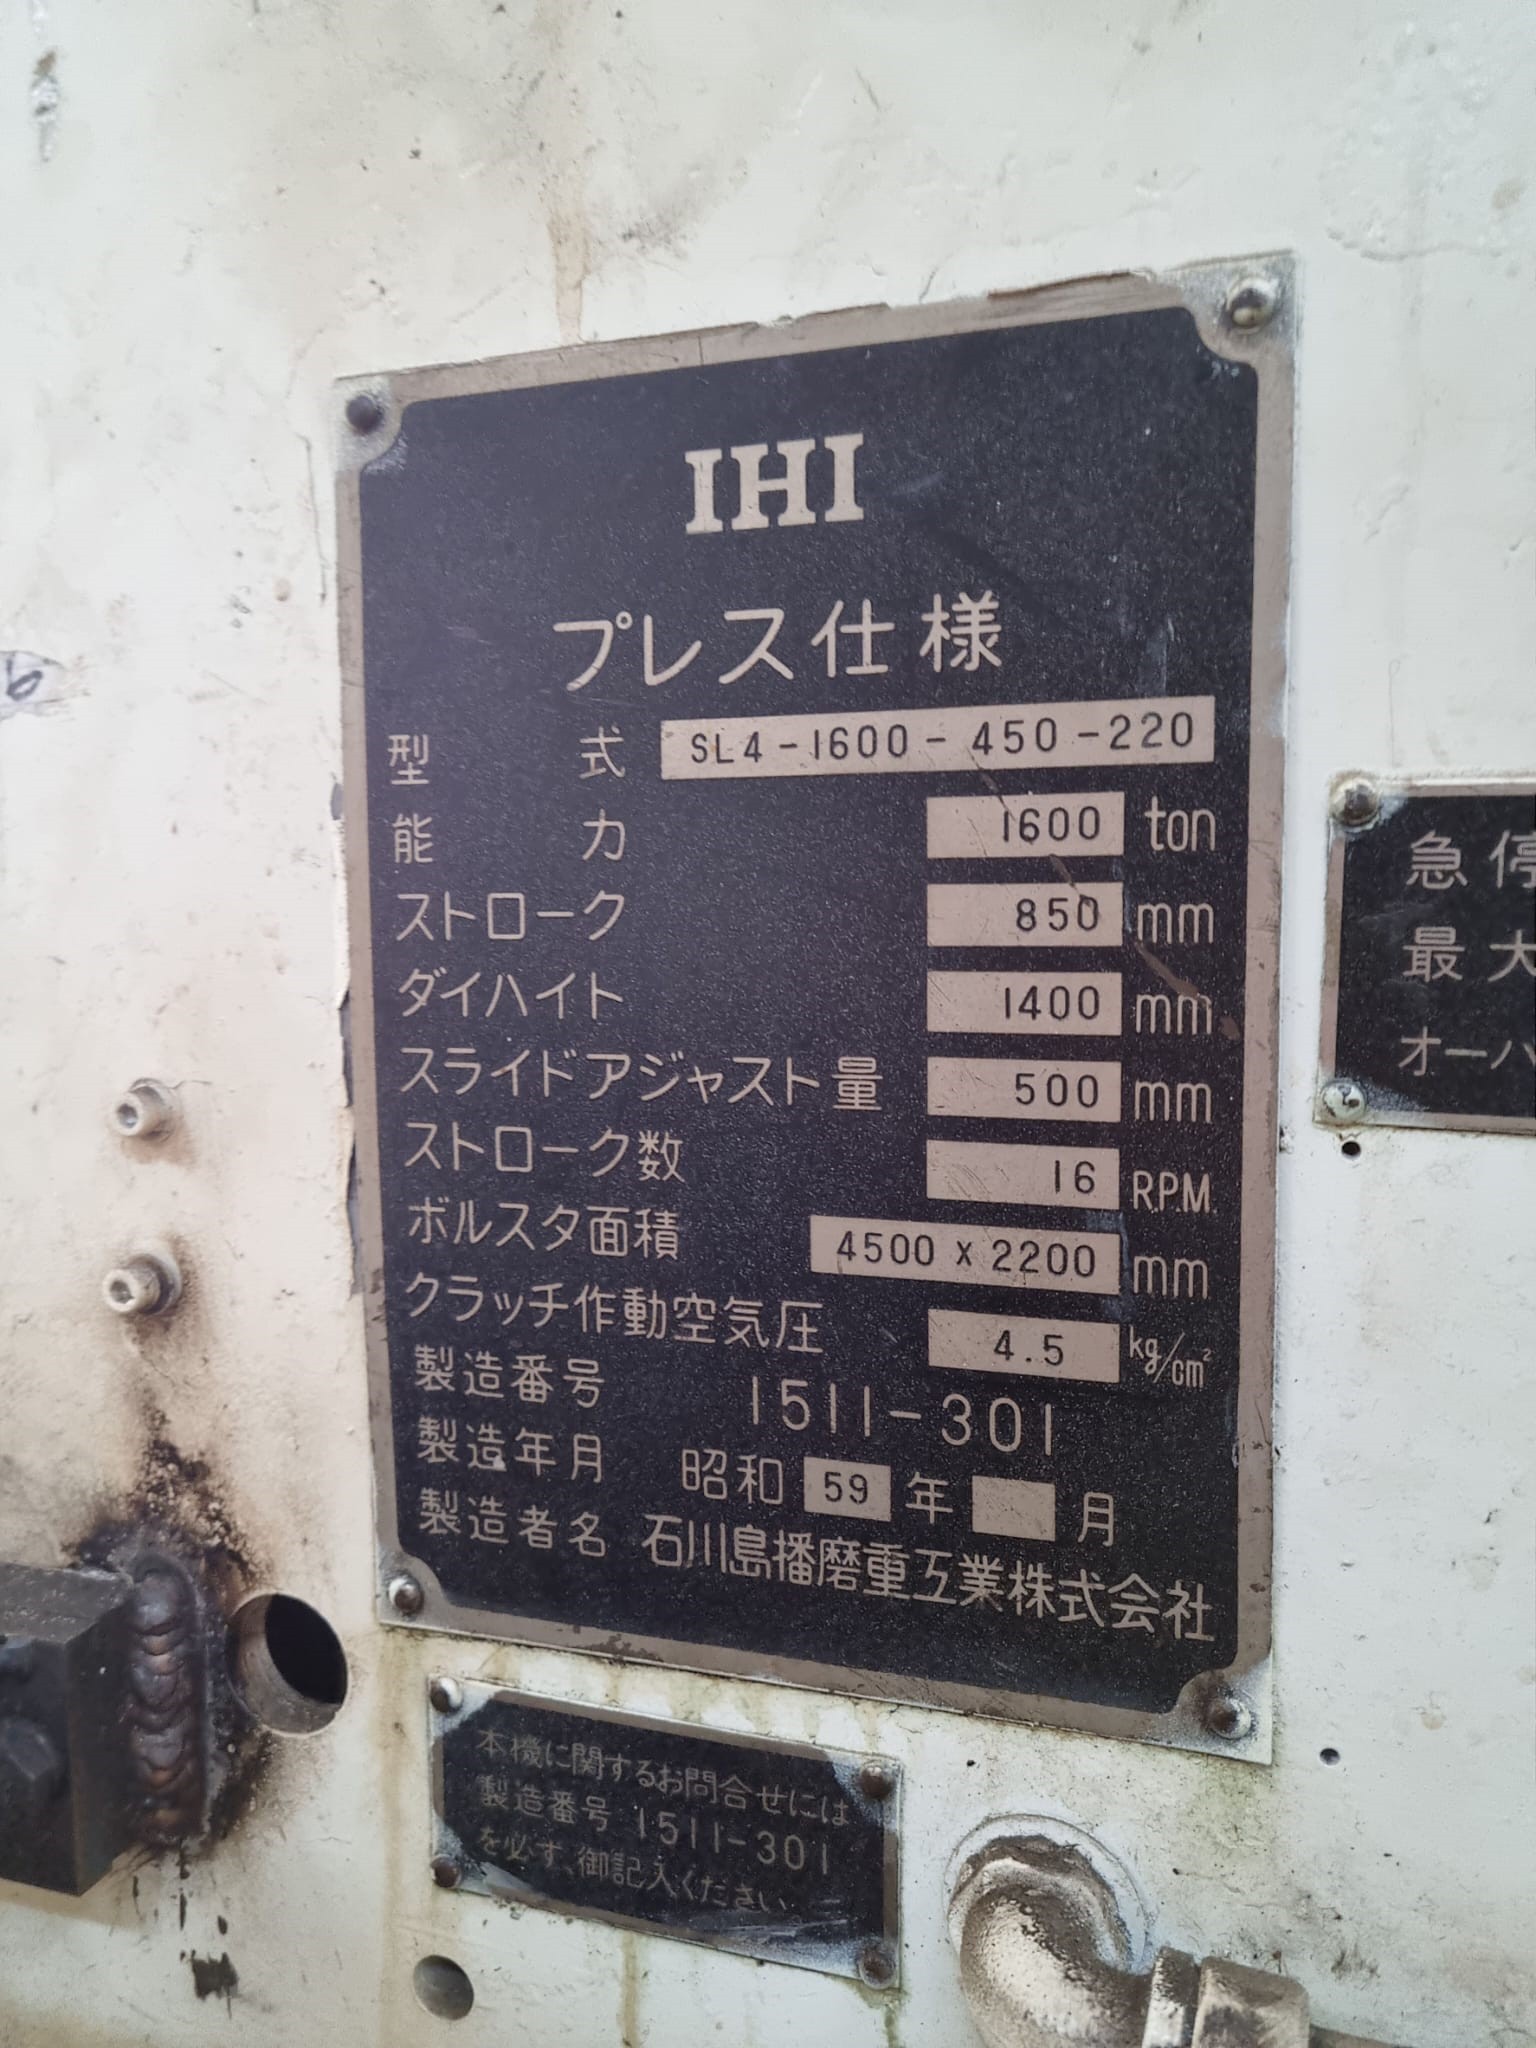 IHI
プレス仕様
型式 SL4-1600-450-220
能力 1600 ton
ストローク 850 mm
ダイハイト 1400 mm
スライドアジャスト量 500 mm
ストローク数 16 R.P.M.
ボルスタ面積 4500 x 2200 mm
クラッチ作動空気圧 4.5 kg/cm²
製造番号 1511-301
製造年月 昭和 59 年 月
製造者名 石川島播磨重工業株式会社
本機に関するお問合せには
製造番号 1511-301
を必ず、御記入ください。
急停
最大
オーバ
6